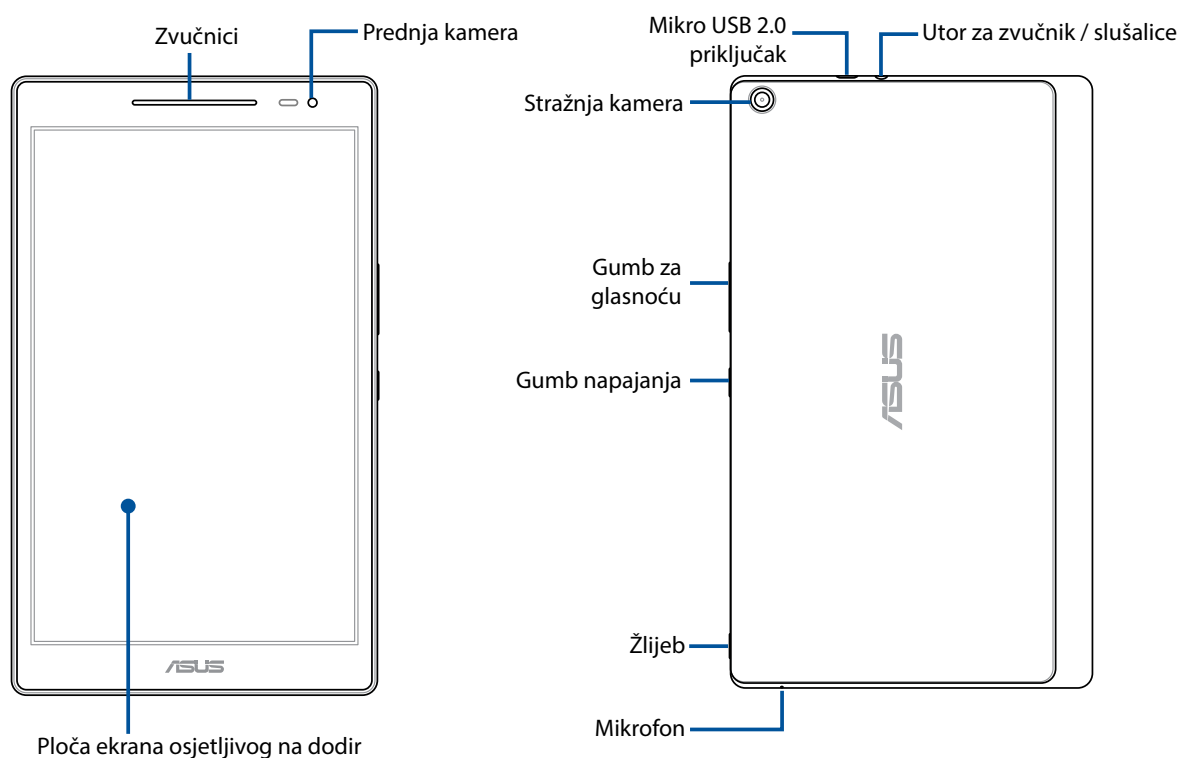 Zvučnici
Prednja kamera
ASUS
Ploča ekrana osjetljivog na dodir
Mikro USB 2.0
priključak
Utor za zvučnik / slušalice
Stražnja kamera
Gumb za
glasnoću
Gumb napajanja
ASUS
Žlijeb
Mikrofon